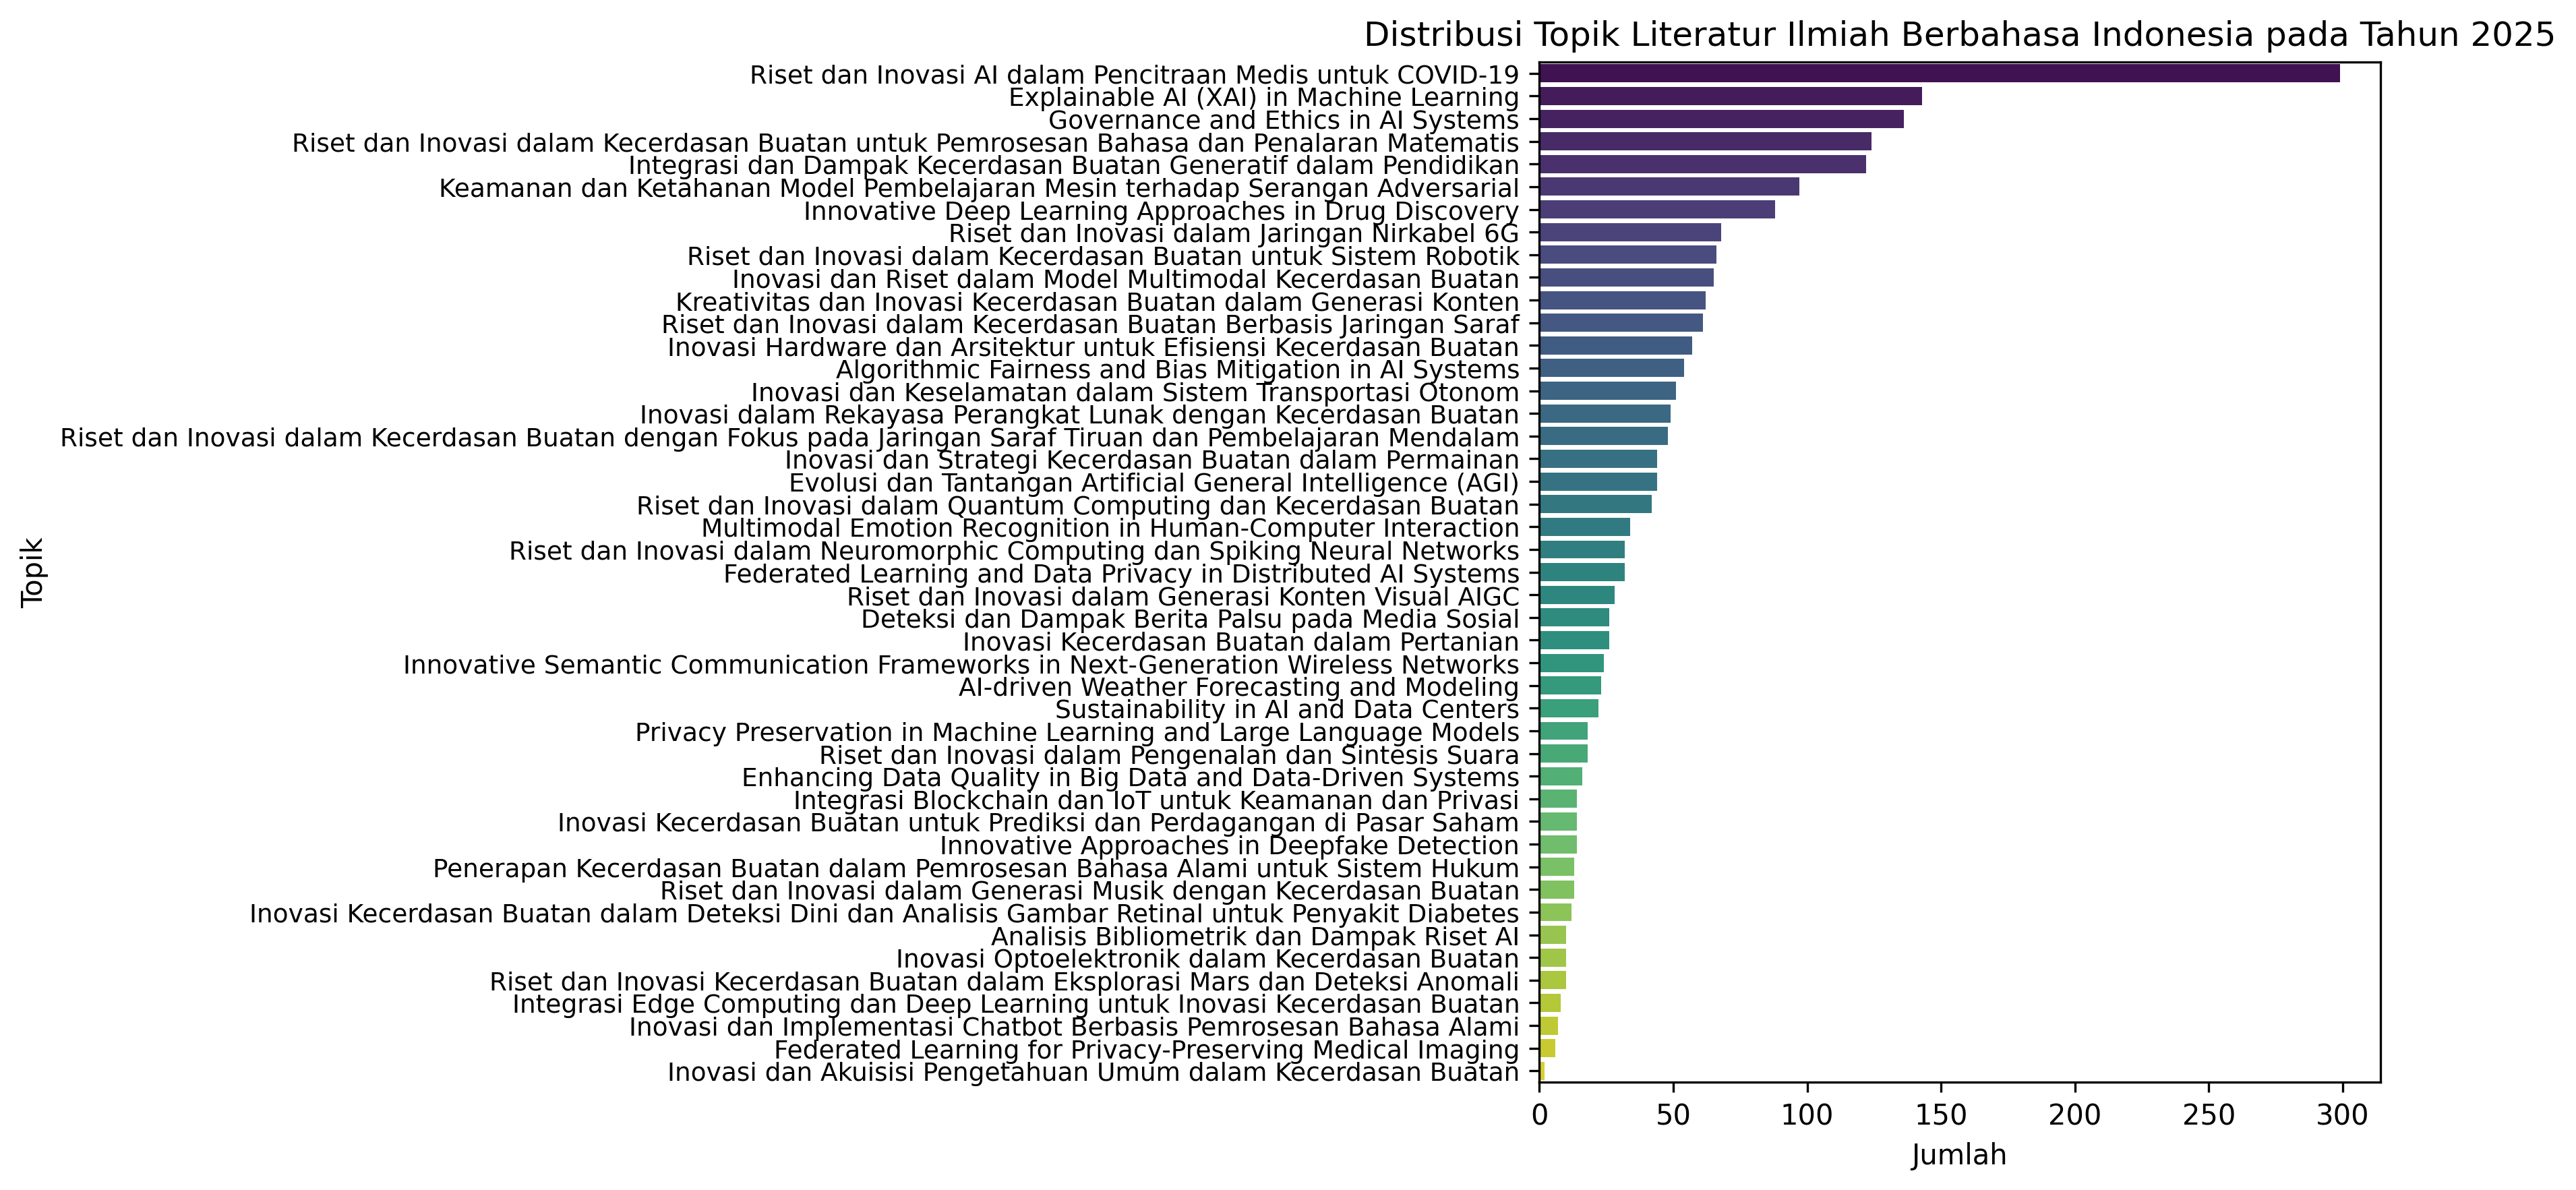 Distribusi Topik Literatur Ilmiah Berbahasa Indonesia pada Tahun 2025
Riset dan Inovasi AI dalam Pencitraan Medis untuk COVID-19
Explainable AI (XAI) in Machine Learning
Governance and Ethics in AI Systems
Riset dan Inovasi dalam Kecerdasan Buatan untuk Pemrosesan Bahasa dan Penalaran Matematis
Integrasi dan Dampak Kecerdasan Buatan Generatif dalam Pendidikan
Keamanan dan Ketahanan Model Pembelajaran Mesin terhadap Serangan Adversarial
Innovative Deep Learning Approaches in Drug Discovery
Riset dan Inovasi dalam Jaringan Nirkabel 6G
Riset dan Inovasi dalam Kecerdasan Buatan untuk Sistem Robotik
Inovasi dan Riset dalam Model Multimodal Kecerdasan Buatan
Kreativitas dan Inovasi Kecerdasan Buatan dalam Generasi Konten
Riset dan Inovasi dalam Kecerdasan Buatan Berbasis Jaringan Saraf
Inovasi Hardware dan Arsitektur untuk Efisiensi Kecerdasan Buatan
Algorithmic Fairness and Bias Mitigation in AI Systems
Inovasi dan Keselamatan dalam Sistem Transportasi Otonom
Inovasi dalam Rekayasa Perangkat Lunak dengan Kecerdasan Buatan
Riset dan Inovasi dalam Kecerdasan Buatan dengan Fokus pada Jaringan Saraf Tiruan dan Pembelajaran Mendalam
Inovasi dan Strategi Kecerdasan Buatan dalam Permainan
Evolusi dan Tantangan Artificial General Intelligence (AGI)
Riset dan Inovasi dalam Quantum Computing dan Kecerdasan Buatan
Multimodal Emotion Recognition in Human-Computer Interaction
Riset dan Inovasi dalam Neuromorphic Computing dan Spiking Neural Networks
Federated Learning and Data Privacy in Distributed AI Systems
Riset dan Inovasi dalam Generasi Konten Visual AIGC
Deteksi dan Dampak Berita Palsu pada Media Sosial
Inovasi Kecerdasan Buatan dalam Pertanian
Innovative Semantic Communication Frameworks in Next-Generation Wireless Networks
AI-driven Weather Forecasting and Modeling
Sustainability in AI and Data Centers
Privacy Preservation in Machine Learning and Large Language Models
Riset dan Inovasi dalam Pengenalan dan Sintesis Suara
Enhancing Data Quality in Big Data and Data-Driven Systems
Integrasi Blockchain dan IoT untuk Keamanan dan Privasi
Inovasi Kecerdasan Buatan untuk Prediksi dan Perdagangan di Pasar Saham
Innovative Approaches in Deepfake Detection
Penerapan Kecerdasan Buatan dalam Pemrosesan Bahasa Alami untuk Sistem Hukum
Riset dan Inovasi dalam Generasi Musik dengan Kecerdasan Buatan
Inovasi Kecerdasan Buatan dalam Deteksi Dini dan Analisis Gambar Retinal untuk Penyakit Diabetes
Analisis Bibliometrik dan Dampak Riset AI
Inovasi Optoelektronik dalam Kecerdasan Buatan
Riset dan Inovasi Kecerdasan Buatan dalam Eksplorasi Mars dan Deteksi Anomali
Integrasi Edge Computing dan Deep Learning untuk Inovasi Kecerdasan Buatan
Inovasi dan Implementasi Chatbot Berbasis Pemrosesan Bahasa Alami
Federated Learning for Privacy-Preserving Medical Imaging
Inovasi dan Akuisisi Pengetahuan Umum dalam Kecerdasan Buatan
Topik
0 50 100 150 200 250 300
Jumlah